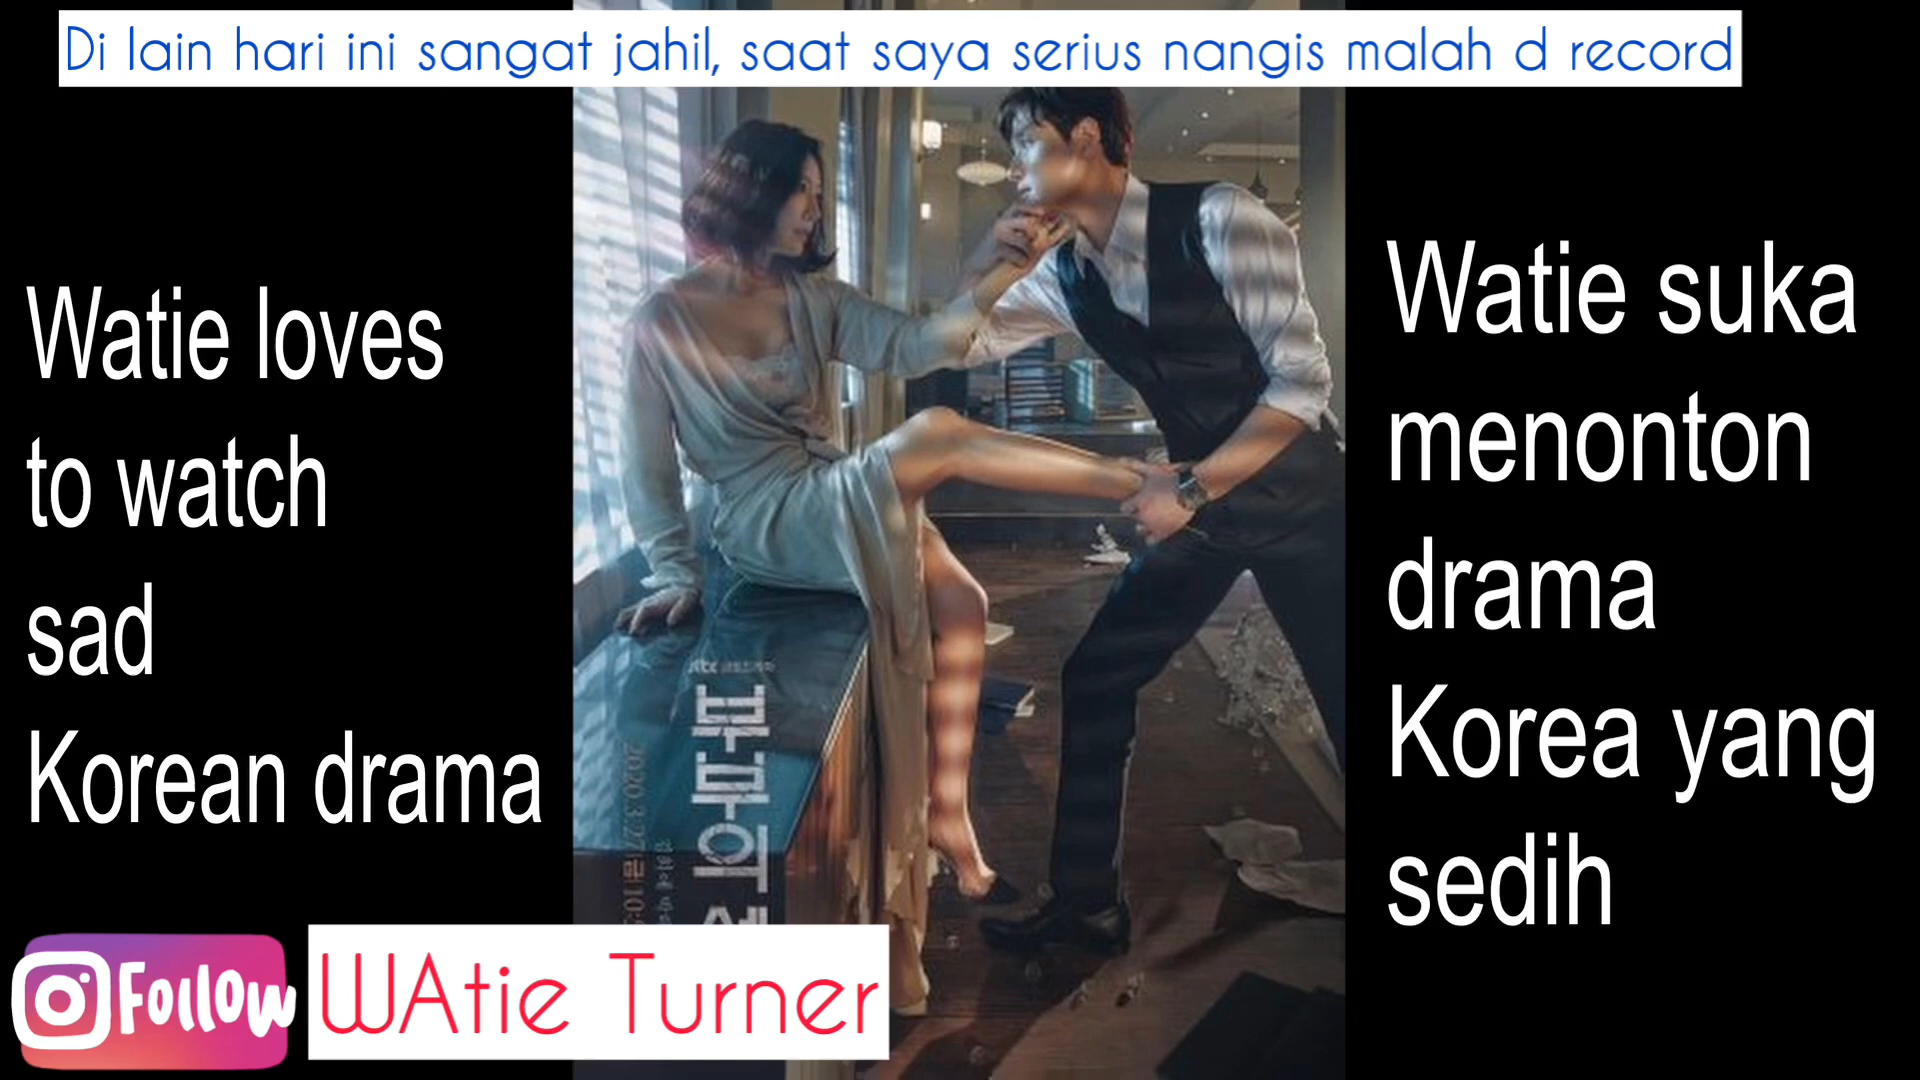 Di lain hari ini sangat jahil, saat saya serius nangis malah d record
Watie loves
to watch
sad
Korean drama
Watie suka
menonton
drama
Korea yang
sedih
부부의
Follow
WAtie Turner